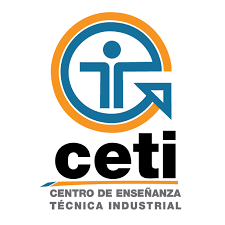 ceti
CENTRO DE ENSEÑANZA
TÉCNICA INDUSTRIAL